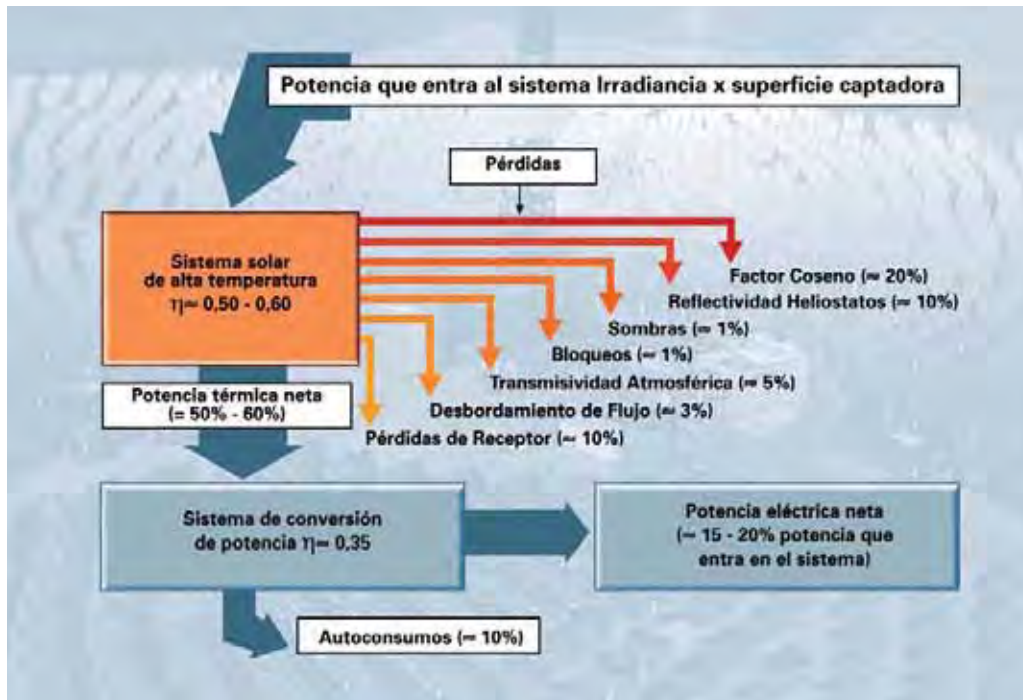 Potencia que entra al sistema Irradiancia x superficie captadora
Pérdidas
Sistema solar
de alta temperatura
η≃ 0,50 - 0,60
Factor Coseno (≃ 20%)
Reflectividad Heliostatos (≃ 10%)
Sombras (≃ 1%)
Bloqueos (≃ 1%)
Transmisividad Atmosférica (≃ 5%)
Desbordamiento de Flujo (≃ 3%)
Pérdidas de Receptor (≃ 10%)
Potencia térmica neta
(= 50% - 60%)
Sistema de conversión
de potencia η≃ 0,35
Potencia eléctrica neta
(≃ 15 - 20% potencia que
entra en el sistema)
Autoconsumos (≃ 10%)